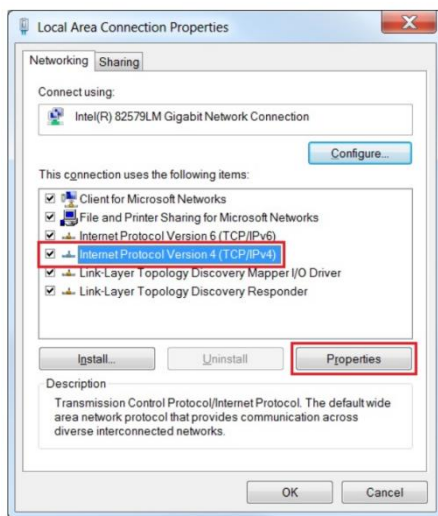 Local Area Connection Properties
Networking
Sharing
Connect using:
Intel(R) 82579LM Gigabit Network Connection
Configure...
This connection uses the following items:
Client for Microsoft Networks
File and Printer Sharing for Microsoft Networks
Internet Protocol Version 6 (TCP/IPv6)
Internet Protocol Version 4 (TCP/IPv4)
Link-Layer Topology Discovery Mapper I/O Driver
Link-Layer Topology Discovery Responder
Install...
Uninstall
Properties
Description
Transmission Control Protocol/Internet Protocol. The default wide
area network protocol that provides communication across
diverse interconnected networks.
OK
Cancel